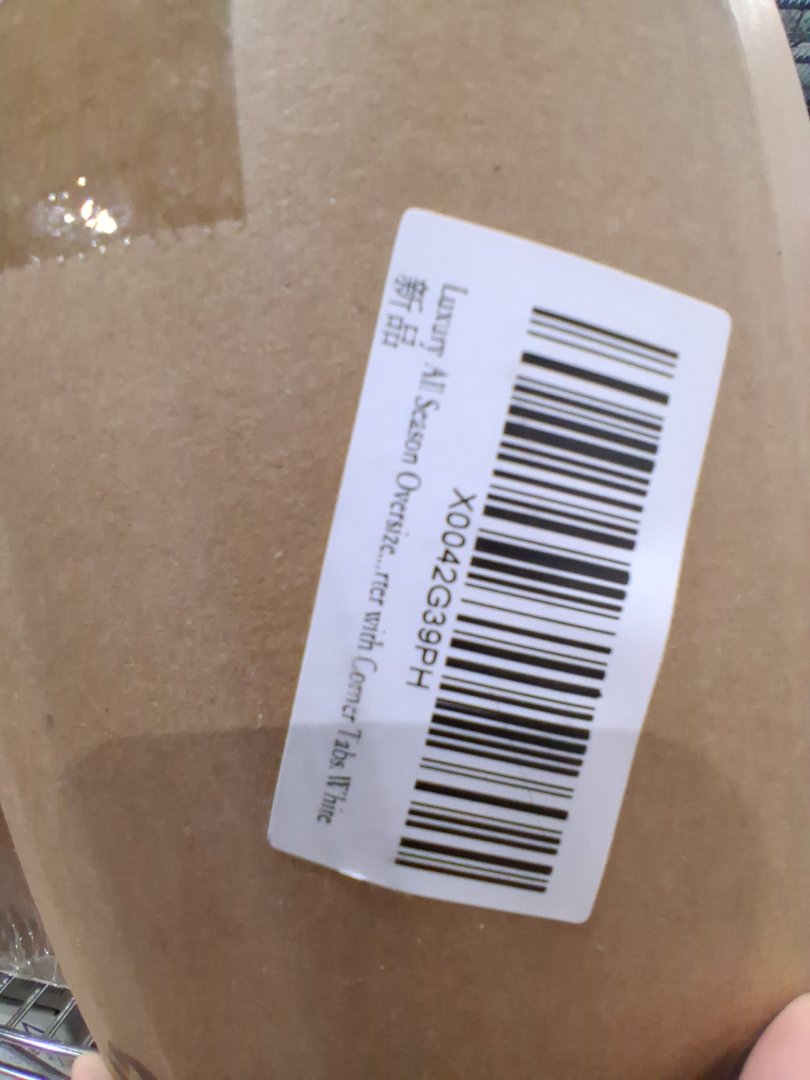 X0042G39PH
Luxury All Season Oversize...rter with Corner Tabs White
新品